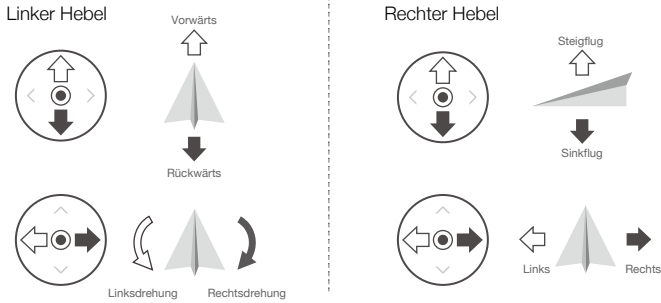 Linker Hebel
Vorwärts
Rückwärts
Linksdrehung
Rechtsdrehung
Rechter Hebel
Steigflug
Sinkflug
Links
Rechts